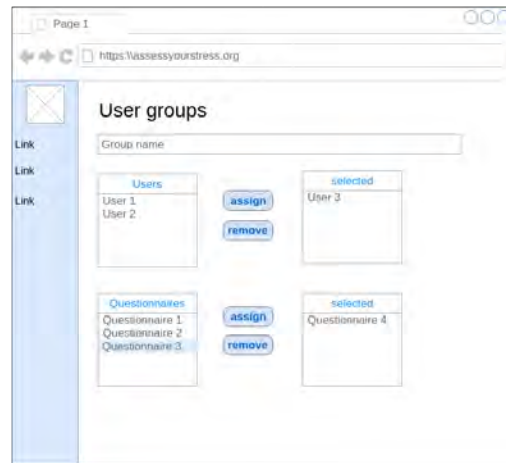 Page 1
https:\\assessyourstress.org
User groups
Link
Group name
Link
Link
Users
User 1
User 2
assign
remove
selected
User 3
Questionnaires
Questionnaire 1
Questionnaire 2
Questionnaire 3
assign
remove
selected
Questionnaire 4